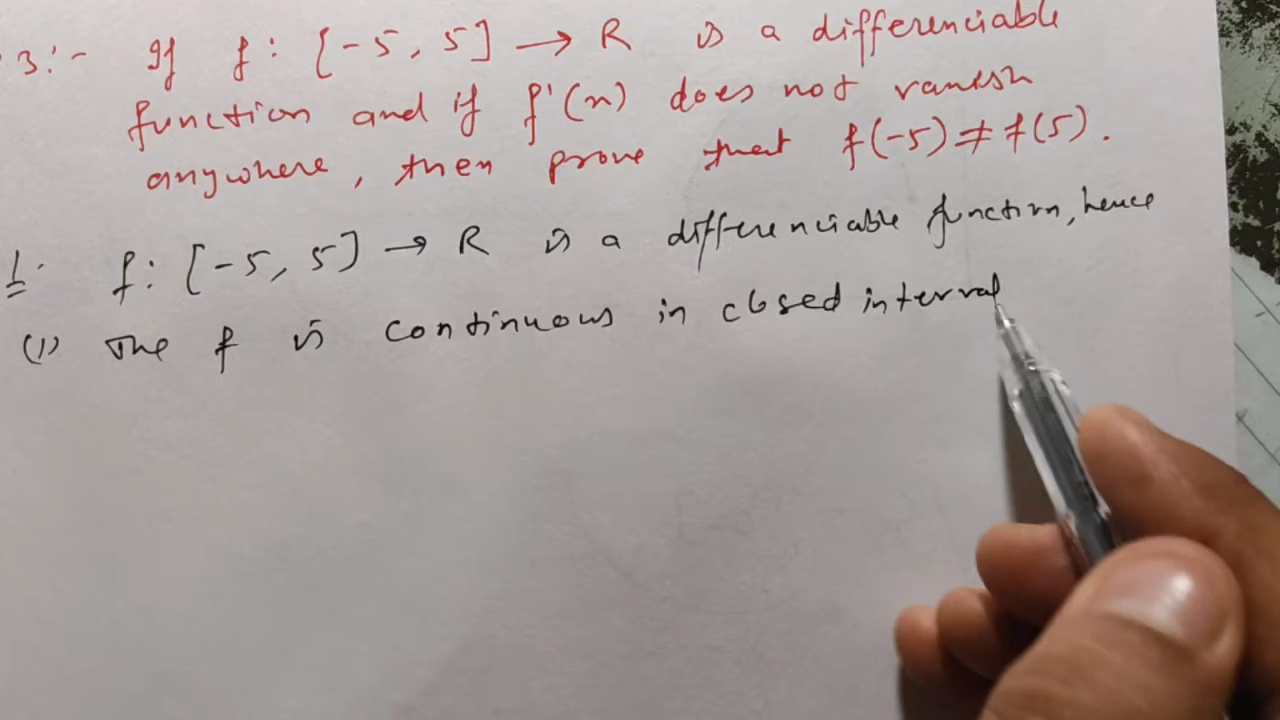 3:- If f: [-5, 5] → R is a differenciable
function and if f'(x) does not vanish
anywhere, then prove that f(-5) ≠ f(5).
f: [-5, 5] → R is a differenciable function, hence
(1) The f is continuous in closed interval